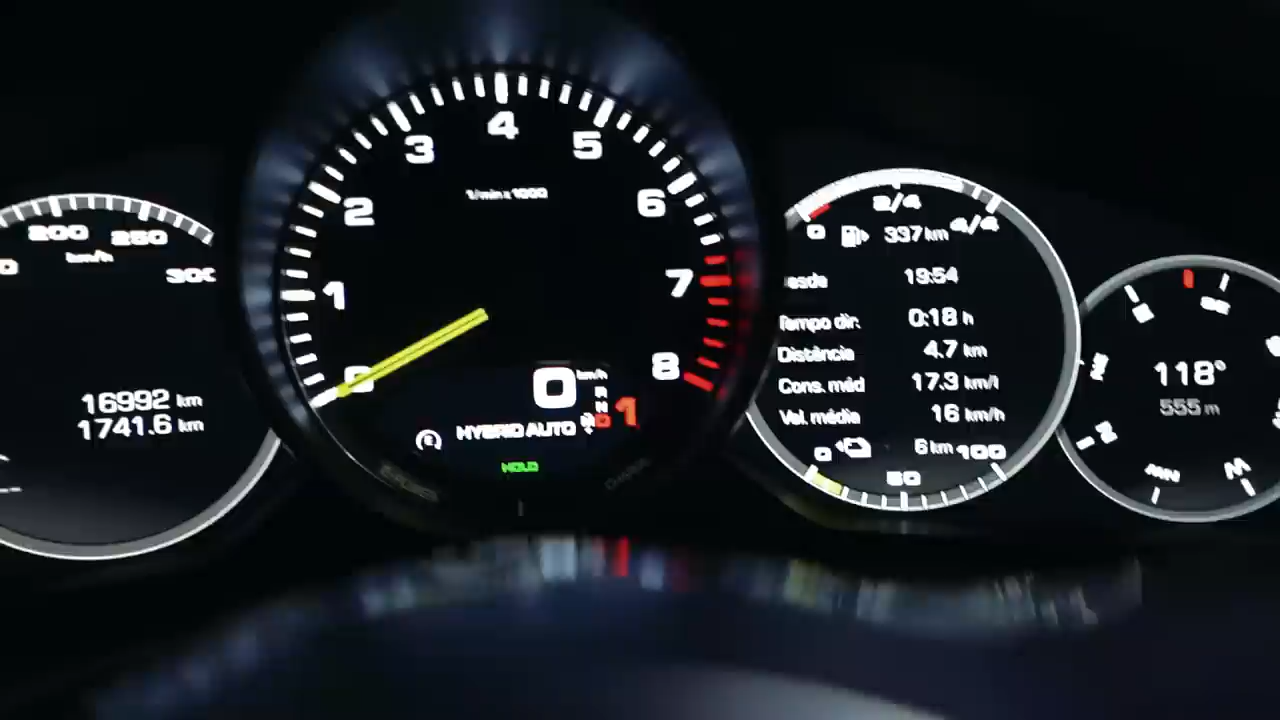 200 250
km/h
300
16992 km
1741.6 km
0 1 2 3 4 5 6 7 8
1/min x 1000
0 km/h
R
N
D 1
HYBRID AUTO
HOLD
0 2/4 4/4
337 km
esde 19:54
Tempo dir. 0:18 h
Distância 4.7 km
Cons. méd 17.3 km/l
Vel. média 16 km/h
0 6 km 100
50
118°
555 m